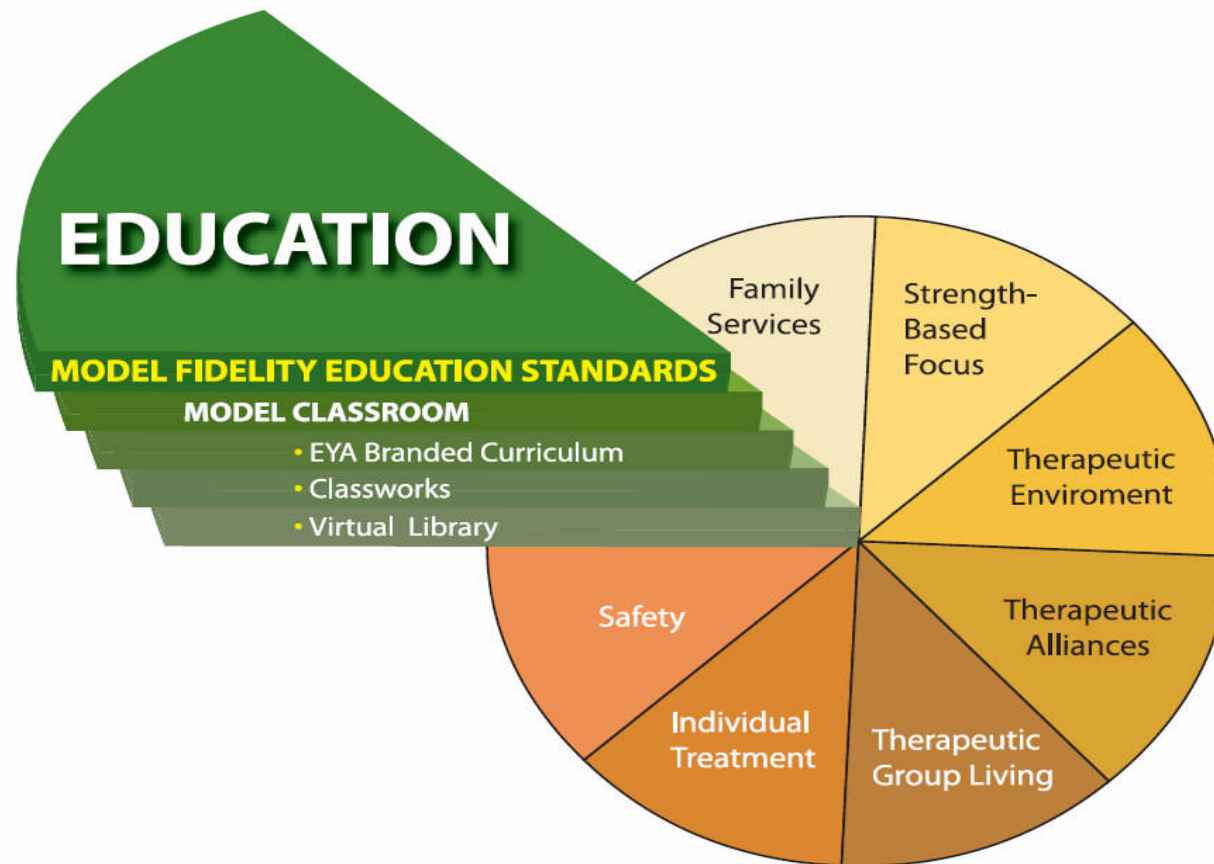 EDUCATION
MODEL FIDELITY EDUCATION STANDARDS
MODEL CLASSROOM
• EYA Branded Curriculum
• Classworks
• Virtual Library
Family
Services
Strength-
Based
Focus
Therapeutic
Enviroment
Therapeutic
Alliances
Therapeutic
Group Living
Individual
Treatment
Safety